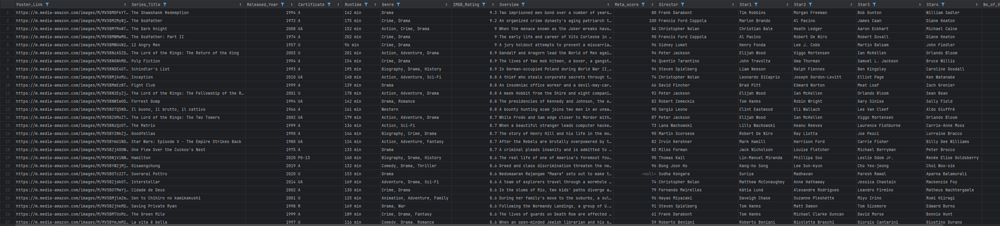 Poster_Link Series_Title Released_Year Certificate Runtime Genre IMDB_Rating Overview Meta_score Director Star1 Star2 Star3 Star4 No_of_V
1 https://m.media-amazon.com/images/M/MV5BMDFkYT… The Shawshank Redemption 1994 A 142 min Drama 9.3 Two imprisoned men bond over a number of years… 80 Frank Darabont Tim Robbins Morgan Freeman Bob Gunton William Sadler
2 https://m.media-amazon.com/images/M/MV5BM2MyNj… The Godfather 1972 A 175 min Crime, Drama 9.2 An organized crime dynasty's aging patriarch t… 100 Francis Ford Coppola Marlon Brando Al Pacino James Caan Diane Keaton
3 https://m.media-amazon.com/images/M/MV5BMTMxNT… The Dark Knight 2008 UA 152 min Action, Crime, Drama 9 When the menace known as the Joker wreaks havo… 84 Christopher Nolan Christian Bale Heath Ledger Aaron Eckhart Michael Caine
4 https://m.media-amazon.com/images/M/MV5BMWMwMG… The Godfather: Part II 1974 A 202 min Crime, Drama 9 The early life and career of Vito Corleone in … 90 Francis Ford Coppola Al Pacino Robert De Niro Robert Duvall Diane Keaton
5 https://m.media-amazon.com/images/M/MV5BMWU4N2… 12 Angry Men 1957 U 96 min Crime, Drama 9 A jury holdout attempts to prevent a miscarria… 96 Sidney Lumet Henry Fonda Lee J. Cobb Martin Balsam John Fiedler
6 https://m.media-amazon.com/images/M/MV5BNzA5ZD… The Lord of the Rings: The Return of the King 2003 U 201 min Action, Adventure, Drama 8.9 Gandalf and Aragorn lead the World of Men agai… 94 Peter Jackson Elijah Wood Viggo Mortensen Ian McKellen Orlando Bloom
7 https://m.media-amazon.com/images/M/MV5BNGNhMD… Pulp Fiction 1994 A 154 min Crime, Drama 8.9 The lives of two mob hitmen, a boxer, a gangst… 94 Quentin Tarantino John Travolta Uma Thurman Samuel L. Jackson Bruce Willis
8 https://m.media-amazon.com/images/M/MV5BNDE4OT… Schindler's List 1993 A 195 min Biography, Drama, History 8.9 In German-occupied Poland during World War II,… 94 Steven Spielberg Liam Neeson Ralph Fiennes Ben Kingsley Caroline Goodall
9 https://m.media-amazon.com/images/M/MV5BMjAxMz… Inception 2010 UA 148 min Action, Adventure, Sci-Fi 8.8 A thief who steals corporate secrets through t… 74 Christopher Nolan Leonardo DiCaprio Joseph Gordon-Levitt Elliot Page Ken Watanabe
10 https://m.media-amazon.com/images/M/MV5BMmEzNT… Fight Club 1999 A 139 min Drama 8.8 An insomniac office worker and a devil-may-car… 66 David Fincher Brad Pitt Edward Norton Meat Loaf Zach Grenier
11 https://m.media-amazon.com/images/M/MV5BN2EyZj… The Lord of the Rings: The Fellowship of the R… 2001 U 178 min Action, Adventure, Drama 8.8 A meek Hobbit from the Shire and eight compani… 92 Peter Jackson Elijah Wood Ian McKellen Orlando Bloom Sean Bean
12 https://m.media-amazon.com/images/M/MV5BNWIwOD… Forrest Gump 1994 UA 142 min Drama, Romance 8.8 The presidencies of Kennedy and Johnson, the e… 82 Robert Zemeckis Tom Hanks Robin Wright Gary Sinise Sally Field
13 https://m.media-amazon.com/images/M/MV5BOTQ5ND… Il buono, il brutto, il cattivo 1966 A 161 min Western 8.8 A bounty hunting scam joins two men in an unea… 90 Sergio Leone Clint Eastwood Eli Wallach Lee Van Cleef Aldo Giuffrè
14 https://m.media-amazon.com/images/M/MV5BZGMxZT… The Lord of the Rings: The Two Towers 2002 UA 179 min Action, Adventure, Drama 8.7 While Frodo and Sam edge closer to Mordor with… 87 Peter Jackson Elijah Wood Ian McKellen Viggo Mortensen Orlando Bloom
15 https://m.media-amazon.com/images/M/MV5BNzQzOT… The Matrix 1999 A 136 min Action, Sci-Fi 8.7 When a beautiful stranger leads computer hacke… 73 Lana Wachowski Lilly Wachowski Keanu Reeves Laurence Fishburne Carrie-Anne Moss
16 https://m.media-amazon.com/images/M/MV5BY2NkZj… Goodfellas 1990 A 146 min Biography, Crime, Drama 8.7 The story of Henry Hill and his life in the mo… 90 Martin Scorsese Robert De Niro Ray Liotta Joe Pesci Lorraine Bracco
17 https://m.media-amazon.com/images/M/MV5BYmU1ND… Star Wars: Episode V - The Empire Strikes Back 1980 UA 124 min Action, Adventure, Fantasy 8.7 After the Rebels are brutally overpowered by t… 82 Irvin Kershner Mark Hamill Harrison Ford Carrie Fisher Billy Dee Williams
18 https://m.media-amazon.com/images/M/MV5BZjA0OW… One Flew Over the Cuckoo's Nest 1975 A 133 min Drama 8.7 A criminal pleads insanity and is admitted to … 83 Milos Forman Jack Nicholson Louise Fletcher Michael Berryman Peter Brocco
19 https://m.media-amazon.com/images/M/MV5BNjViNW… Hamilton 2020 PG-13 160 min Biography, Drama, History 8.6 The real life of one of America's foremost fou… 90 Thomas Kail Lin-Manuel Miranda Phillipa Soo Leslie Odom Jr. Renée Elise Goldsberry
20 https://m.media-amazon.com/images/M/MV5BYWZjMj… Gisaengchung 2019 A 132 min Comedy, Drama, Thriller 8.6 Greed and class discrimination threaten the ne… 96 Bong Joon Ho Kang-ho Song Lee Sun-kyun Cho Yeo-jeong Choi Woo-sik
21 https://m.media-amazon.com/images/M/MV5BOTc2ZT… Soorarai Pottru 2020 U 153 min Drama 8.6 Nedumaaran Rajangam "Maara" sets out to make t… <null> Sudha Kongara Suriya Madhavan Paresh Rawal Aparna Balamurali
22 https://m.media-amazon.com/images/M/MV5BZjdkOT… Interstellar 2014 UA 169 min Adventure, Drama, Sci-Fi 8.6 A team of explorers travel through a wormhole … 74 Christopher Nolan Matthew McConaughey Anne Hathaway Jessica Chastain Mackenzie Foy
23 https://m.media-amazon.com/images/M/MV5BOTMwYj… Cidade de Deus 2002 A 130 min Crime, Drama 8.6 In the slums of Rio, two kids' paths diverge a… 79 Fernando Meirelles Kátia Lund Alexandre Rodrigues Leandro Firmino Matheus Nachtergaele
24 https://m.media-amazon.com/images/M/MV5BMjlmZm… Sen to Chihiro no kamikakushi 2001 U 125 min Animation, Adventure, Family 8.6 During her family's move to the suburbs, a sul… 96 Hayao Miyazaki Daveigh Chase Suzanne Pleshette Miyu Irino Rumi Hiiragi
25 https://m.media-amazon.com/images/M/MV5BZjhkMD… Saving Private Ryan 1998 R 169 min Drama, War 8.6 Following the Normandy Landings, a group of U.… 91 Steven Spielberg Tom Hanks Matt Damon Tom Sizemore Edward Burns
26 https://m.media-amazon.com/images/M/MV5BMTUxMz… The Green Mile 1999 A 189 min Crime, Drama, Fantasy 8.6 The lives of guards on Death Row are affected … 61 Frank Darabont Tom Hanks Michael Clarke Duncan David Morse Bonnie Hunt
27 https://m.media-amazon.com/images/M/MV5BYmJmM2… La vita è bella 1997 U 116 min Comedy, Drama, Romance 8.6 When an open-minded Jewish librarian and his s… 59 Roberto Benigni Roberto Benigni Nicoletta Braschi Giorgio Cantarini Giustino Durano